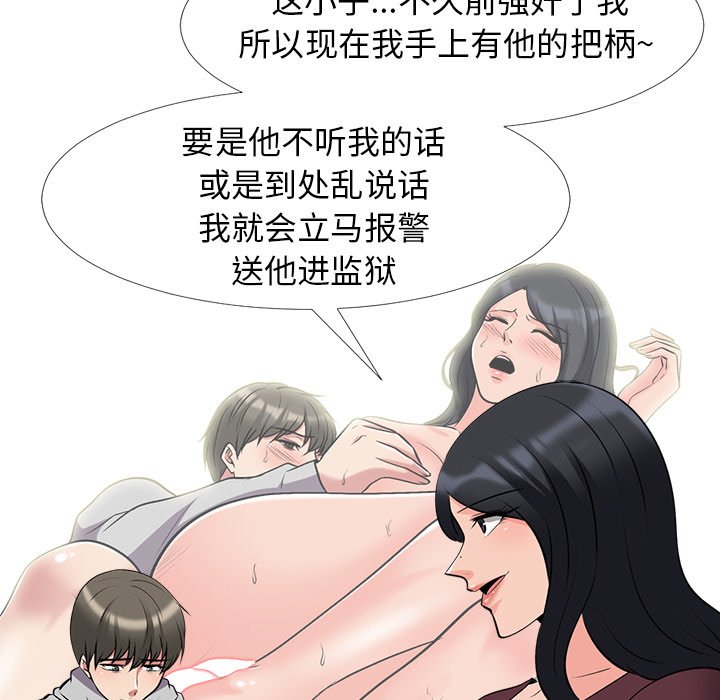 这小子...不久前强奸了我
所以现在我手上有他的把柄~
要是他不听我的话
或是到处乱说话
我就会立马报警
送他进监狱